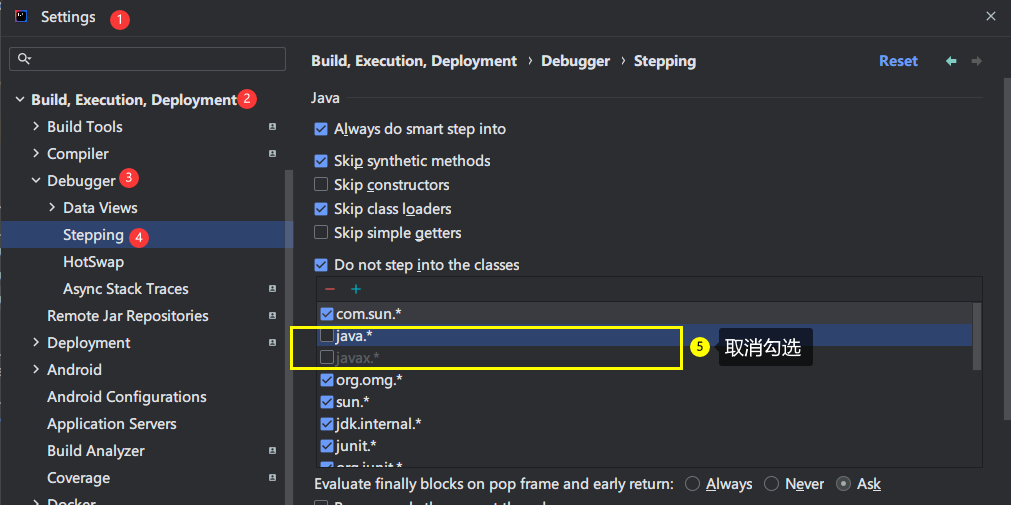 Settings 1
Build, Execution, Deployment 2
Build Tools
Compiler
Debugger 3
Data Views
Stepping 4
HotSwap
Async Stack Traces
Remote Jar Repositories
Deployment
Android
Android Configurations
Application Servers
Build Analyzer
Coverage
Docker
Build, Execution, Deployment › Debugger › Stepping Reset
Java
Always do smart step into
Skip synthetic methods
Skip constructors
Skip class loaders
Skip simple getters
Do not step into the classes
com.sun.*
java.*
javax.*
5 取消勾选
org.omg.*
sun.*
jdk.internal.*
junit.*
org.junit.*
Evaluate finally blocks on pop frame and early return: Always Never Ask